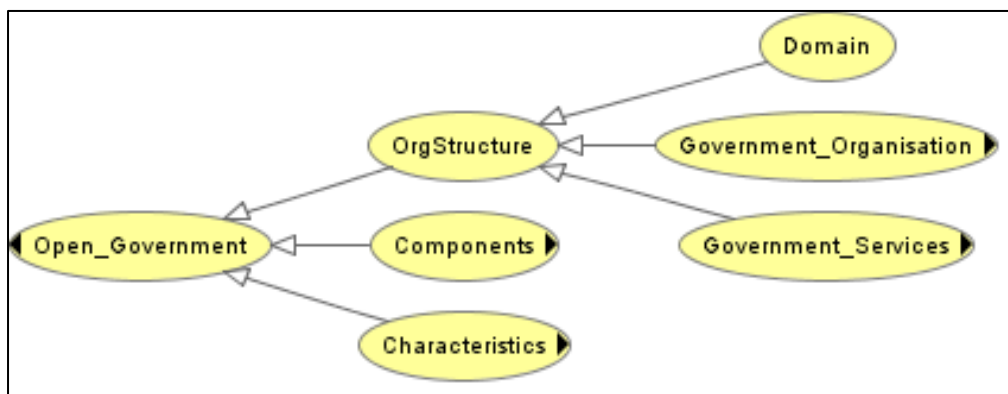 Domain
OrgStructure
Government_Organisation
Open_Government
Components
Government_Services
Characteristics